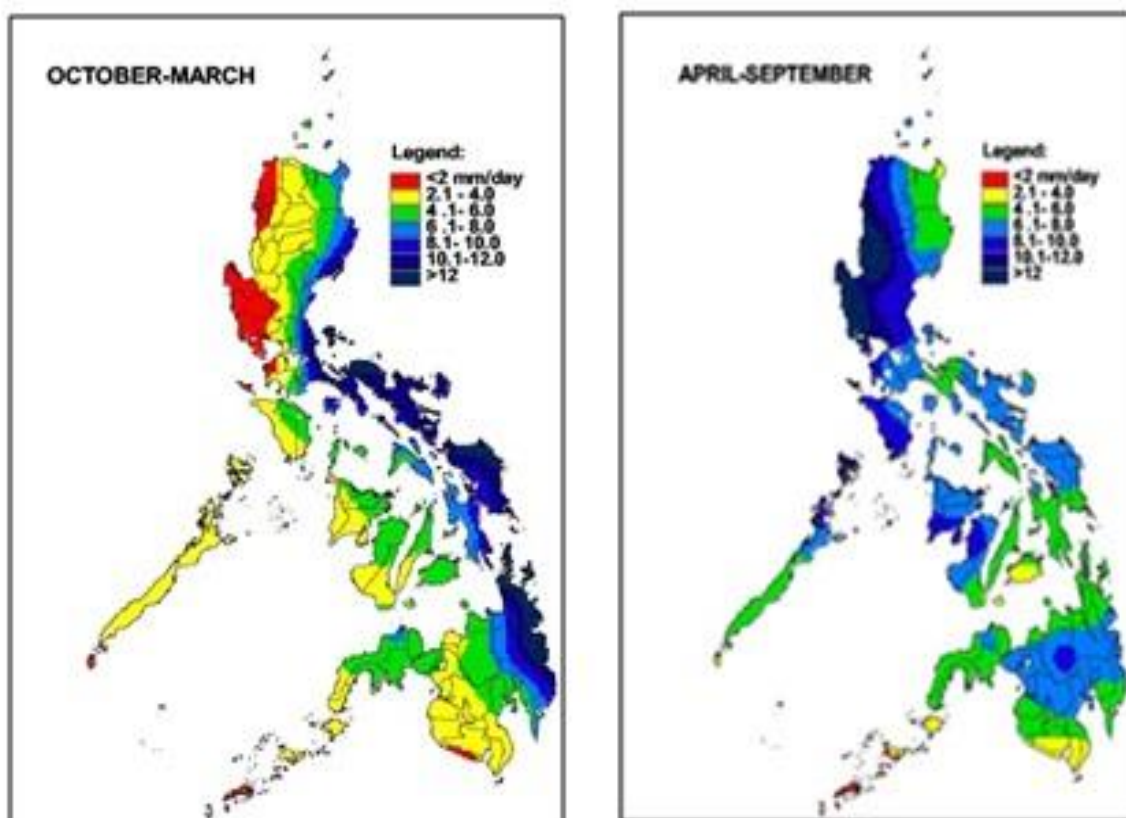 OCTOBER-MARCH
Legend:
<2 mm/day
2.1 - 4.0
4 .1- 6.0
6 .1- 8.0
8.1- 10.0
10.1-12.0
>12
APRIL-SEPTEMBER
Legend:
<2 mm/day
2.1 - 4.0
4 .1- 6.0
6 .1- 8.0
8.1- 10.0
10.1-12.0
>12